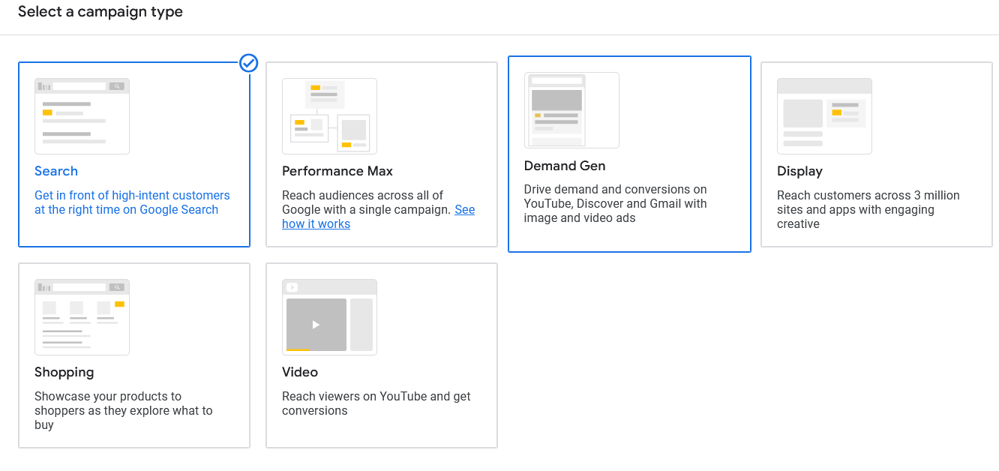 Select a campaign type
Search
Get in front of high-intent customers
at the right time on Google Search
Performance Max
Reach audiences across all of
Google with a single campaign. See
how it works
Demand Gen
Drive demand and conversions on
YouTube, Discover and Gmail with
image and video ads
Display
Reach customers across 3 million
sites and apps with engaging
creative
Shopping
Showcase your products to
shoppers as they explore what to
buy
Video
Reach viewers on YouTube and get
conversions